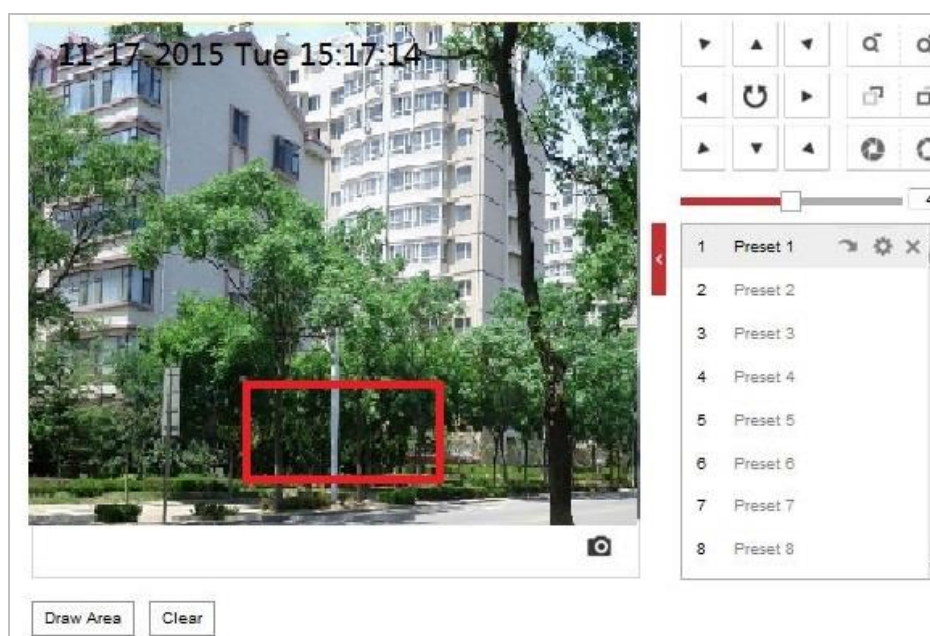 11-17-2015 Tue 15:17:14
1 Preset 1
2 Preset 2
3 Preset 3
4 Preset 4
5 Preset 5
6 Preset 6
7 Preset 7
8 Preset 8
Draw Area Clear